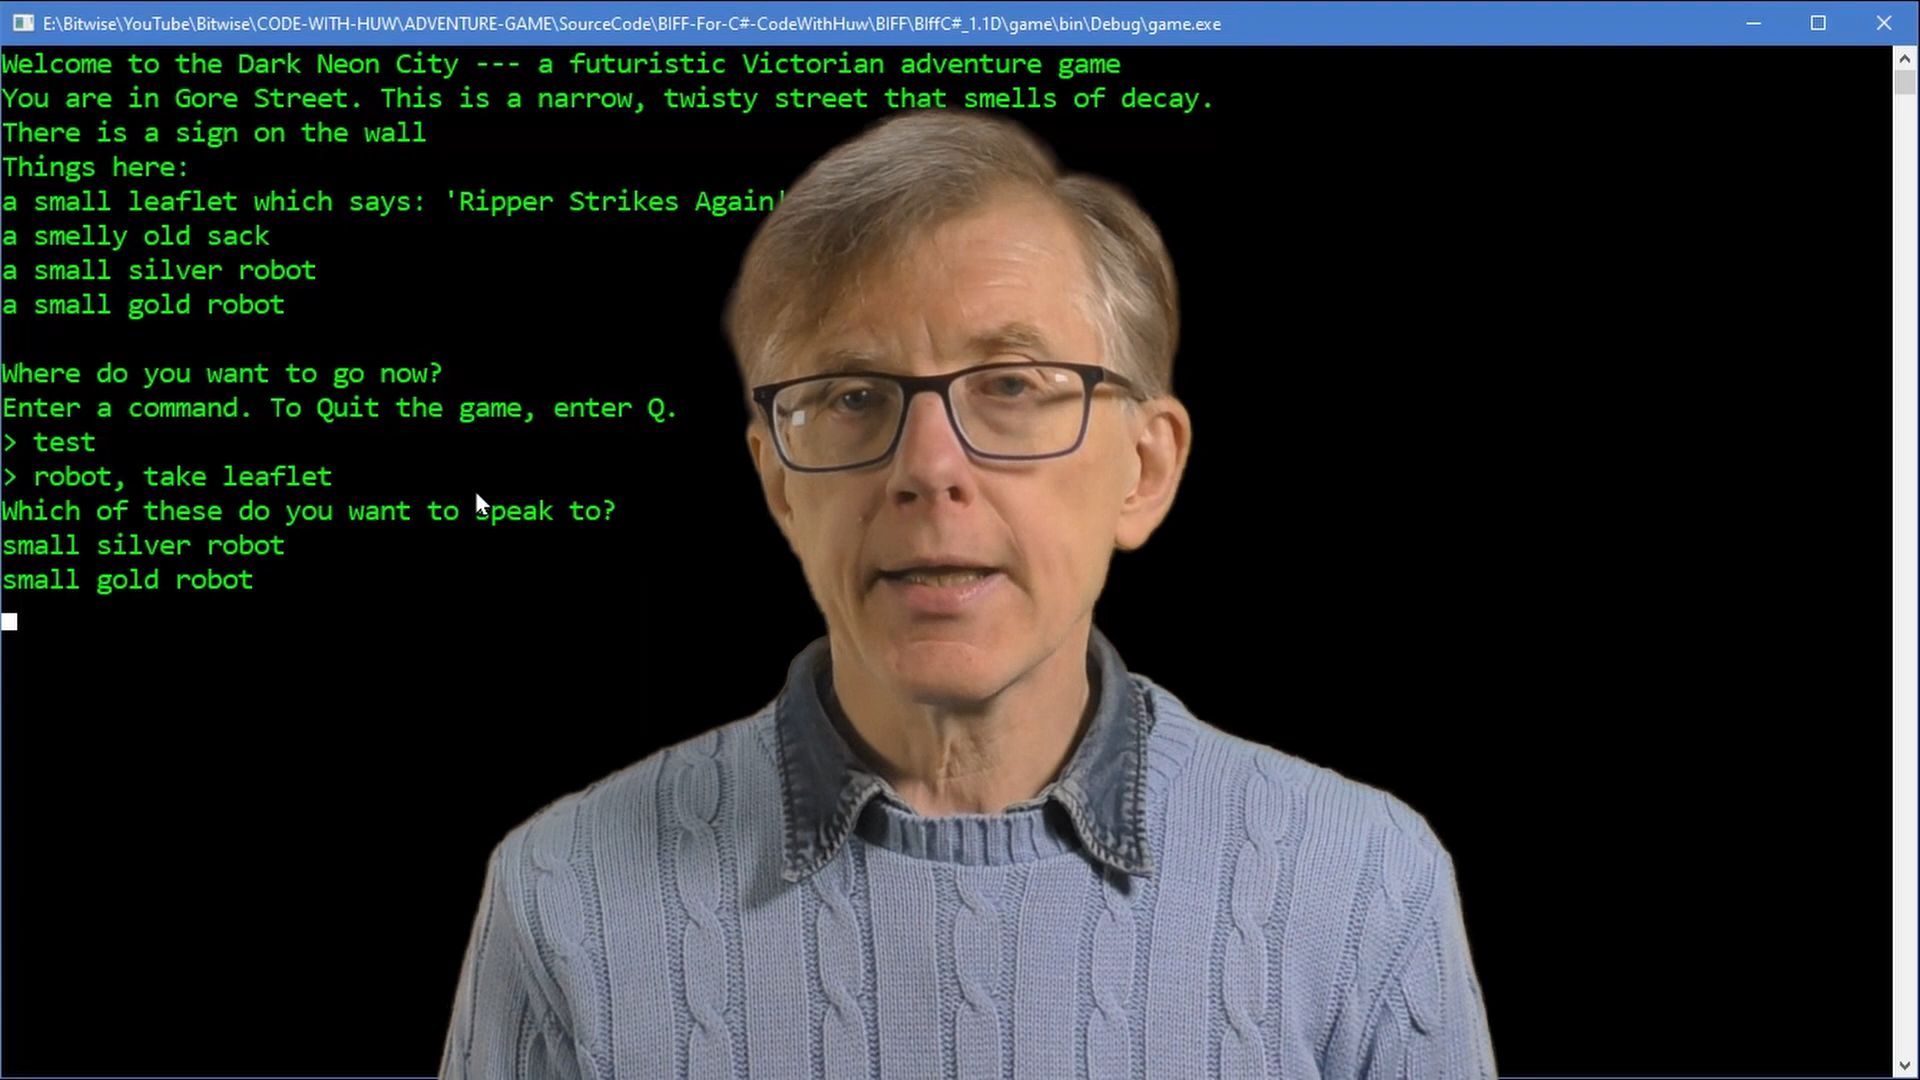 E:\Bitwise\YouTube\Bitwise\CODE-WITH-HUW\ADVENTURE-GAME\SourceCode\BIFF-For-C#-CodeWithHuw\BIFF\BIffC#_1.1D\game\bin\Debug\game.exe
Welcome to the Dark Neon City --- a futuristic Victorian adventure game
You are in Gore Street. This is a narrow, twisty street that smells of decay.
There is a sign on the wall
Things here:
a small leaflet which says: 'Ripper Strikes Again!
a smelly old sack
a small silver robot
a small gold robot
Where do you want to go now?
Enter a command. To Quit the game, enter Q.
> test
> robot, take leaflet
Which of these do you want to speak to?
small silver robot
small gold robot